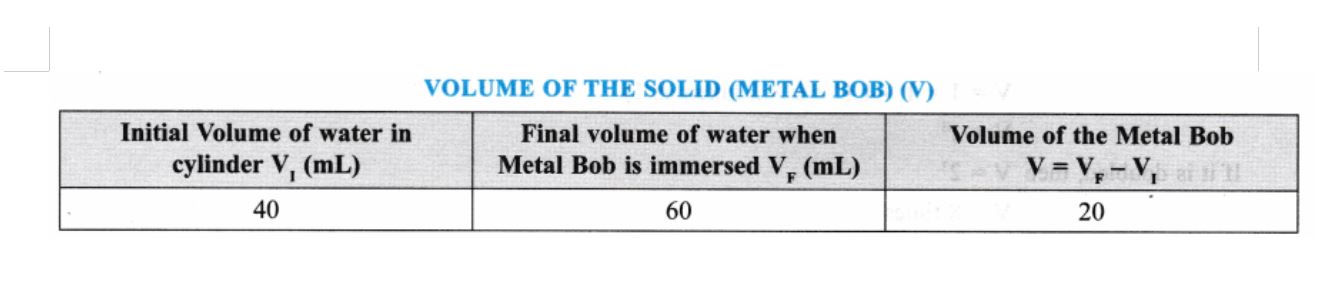 VOLUME OF THE SOLID (METAL BOB) (V)
Initial Volume of water in
cylinder V_I (mL)
Final volume of water when
Metal Bob is immersed V_F (mL)
Volume of the Metal Bob
V = V_F – V_I
40
60
20